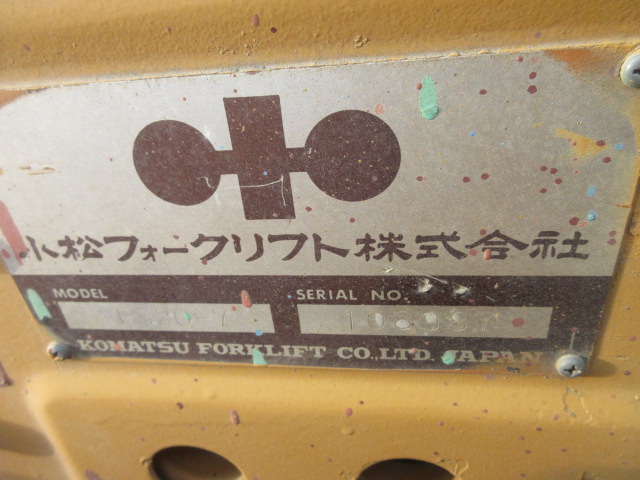 小松フォークリフト株式会社
MODEL SERIAL NO.
KOMATSU FORKLIFT CO.,LTD. JAPAN